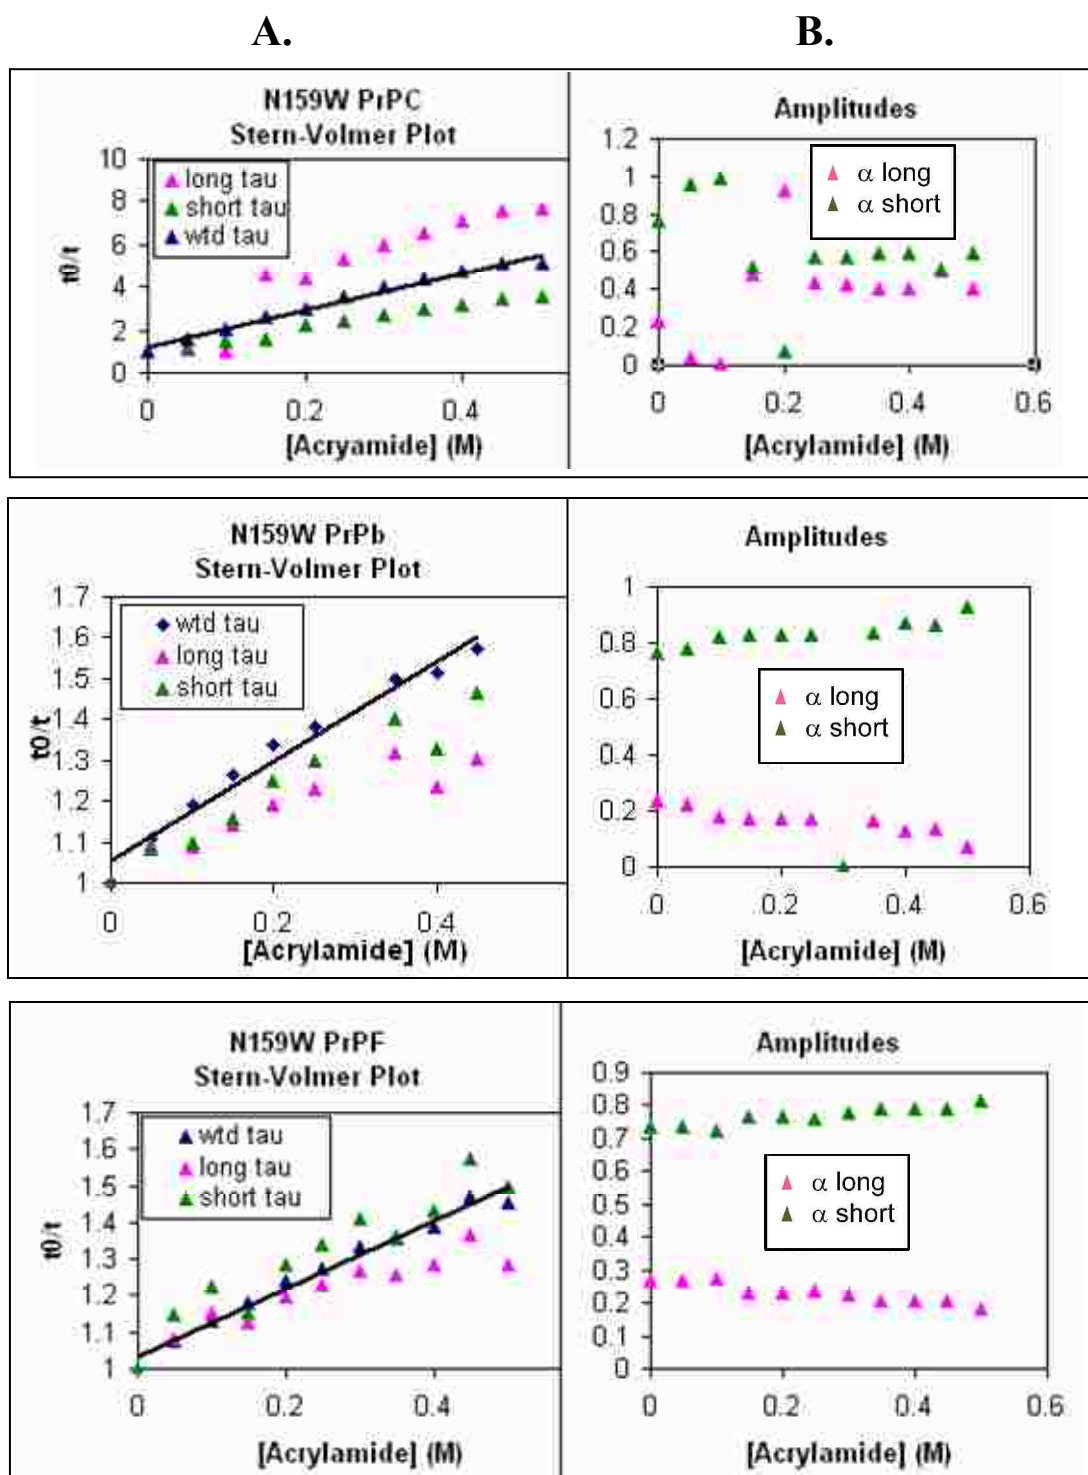 A.
B.
N159W PrPC
Stern-Volmer Plot
10
8
6
4
2
0
t0/t
long tau
short tau
wtd tau
0
0.2
0.4
[Acryamide] (M)
Amplitudes
1.2
1
0.8
0.6
0.4
0.2
0
α long
α short
0
0.2
0.4
0.6
[Acrylamide] (M)
N159W PrPb
Stern-Volmer Plot
1.7
1.6
1.5
1.4
1.3
1.2
1.1
1
t0/t
wtd tau
long tau
short tau
0
0.2
0.4
[Acrylamide] (M)
Amplitudes
1
0.8
0.6
0.4
0.2
0
α long
α short
0
0.2
0.4
0.6
[Acrylamide] (M)
N159W PrPF
Stern-Volmer Plot
1.7
1.6
1.5
1.4
1.3
1.2
1.1
1
t0/t
wtd tau
long tau
short tau
0
0.2
0.4
[Acrylamide] (M)
Amplitudes
0.9
0.8
0.7
0.6
0.5
0.4
0.3
0.2
0.1
0
α long
α short
0
0.2
0.4
0.6
[Acrylamide] (M)